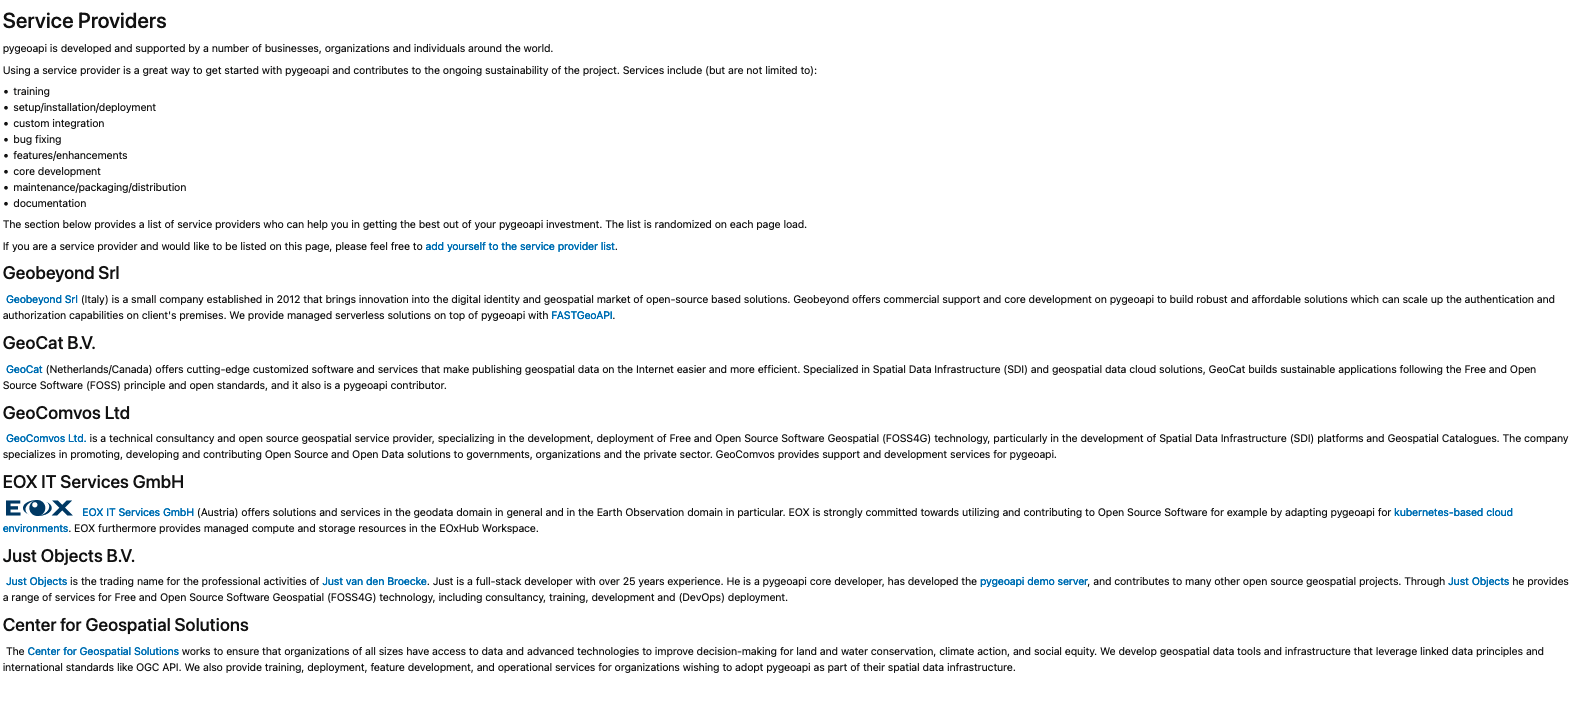 Service Providers
pygeoapi is developed and supported by a number of businesses, organizations and individuals around the world.
Using a service provider is a great way to get started with pygeoapi and contributes to the ongoing sustainability of the project. Services include (but are not limited to):
• training
• setup/installation/deployment
• custom integration
• bug fixing
• features/enhancements
• core development
• maintenance/packaging/distribution
• documentation
The section below provides a list of service providers who can help you in getting the best out of your pygeoapi investment. The list is randomized on each page load.
If you are a service provider and would like to be listed on this page, please feel free to add yourself to the service provider list.
Geobeyond Srl
Geobeyond Srl (Italy) is a small company established in 2012 that brings innovation into the digital identity and geospatial market of open-source based solutions. Geobeyond offers commercial support and core development on pygeoapi to build robust and affordable solutions which can scale up the authentication and
authorization capabilities on client's premises. We provide managed serverless solutions on top of pygeoapi with FASTGeoAPI.
GeoCat B.V.
GeoCat (Netherlands/Canada) offers cutting-edge customized software and services that make publishing geospatial data on the Internet easier and more efficient. Specialized in Spatial Data Infrastructure (SDI) and geospatial data cloud solutions, GeoCat builds sustainable applications following the Free and Open
Source Software (FOSS) principle and open standards, and it also is a pygeoapi contributor.
GeoComvos Ltd
GeoComvos Ltd. is a technical consultancy and open source geospatial service provider, specializing in the development, deployment of Free and Open Source Software Geospatial (FOSS4G) technology, particularly in the development of Spatial Data Infrastructure (SDI) platforms and Geospatial Catalogues. The company
specializes in promoting, developing and contributing Open Source and Open Data solutions to governments, organizations and the private sector. GeoComvos provides support and development services for pygeoapi.
EOX IT Services GmbH
EOX EOX IT Services GmbH (Austria) offers solutions and services in the geodata domain in general and in the Earth Observation domain in particular. EOX is strongly committed towards utilizing and contributing to Open Source Software for example by adapting pygeoapi for kubernetes-based cloud
environments. EOX furthermore provides managed compute and storage resources in the EOxHub Workspace.
Just Objects B.V.
Just Objects is the trading name for the professional activities of Just van den Broecke. Just is a full-stack developer with over 25 years experience. He is a pygeoapi core developer, has developed the pygeoapi demo server, and contributes to many other open source geospatial projects. Through Just Objects he provides
a range of services for Free and Open Source Software Geospatial (FOSS4G) technology, including consultancy, training, development and (DevOps) deployment.
Center for Geospatial Solutions
The Center for Geospatial Solutions works to ensure that organizations of all sizes have access to data and advanced technologies to improve decision-making for land and water conservation, climate action, and social equity. We develop geospatial data tools and infrastructure that leverage linked data principles and
international standards like OGC API. We also provide training, deployment, feature development, and operational services for organizations wishing to adopt pygeoapi as part of their spatial data infrastructure.